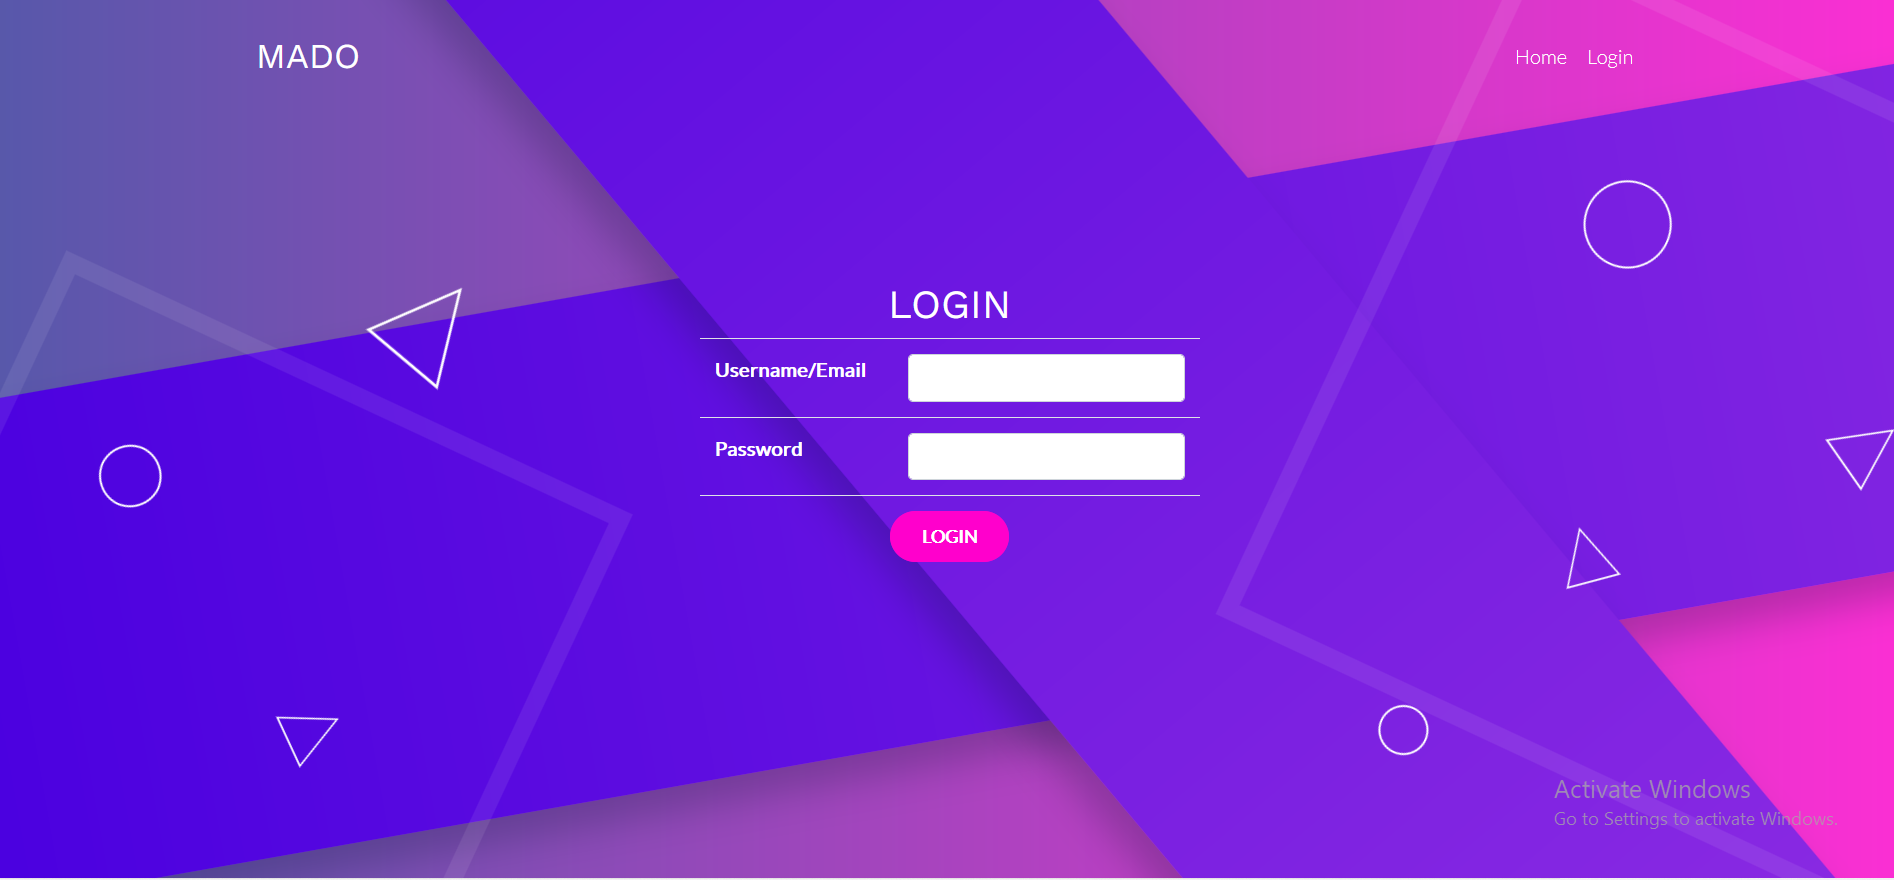 MADO
Home Login
LOGIN
Username/Email
Password
LOGIN
Activate Windows
Go to Settings to activate Windows.